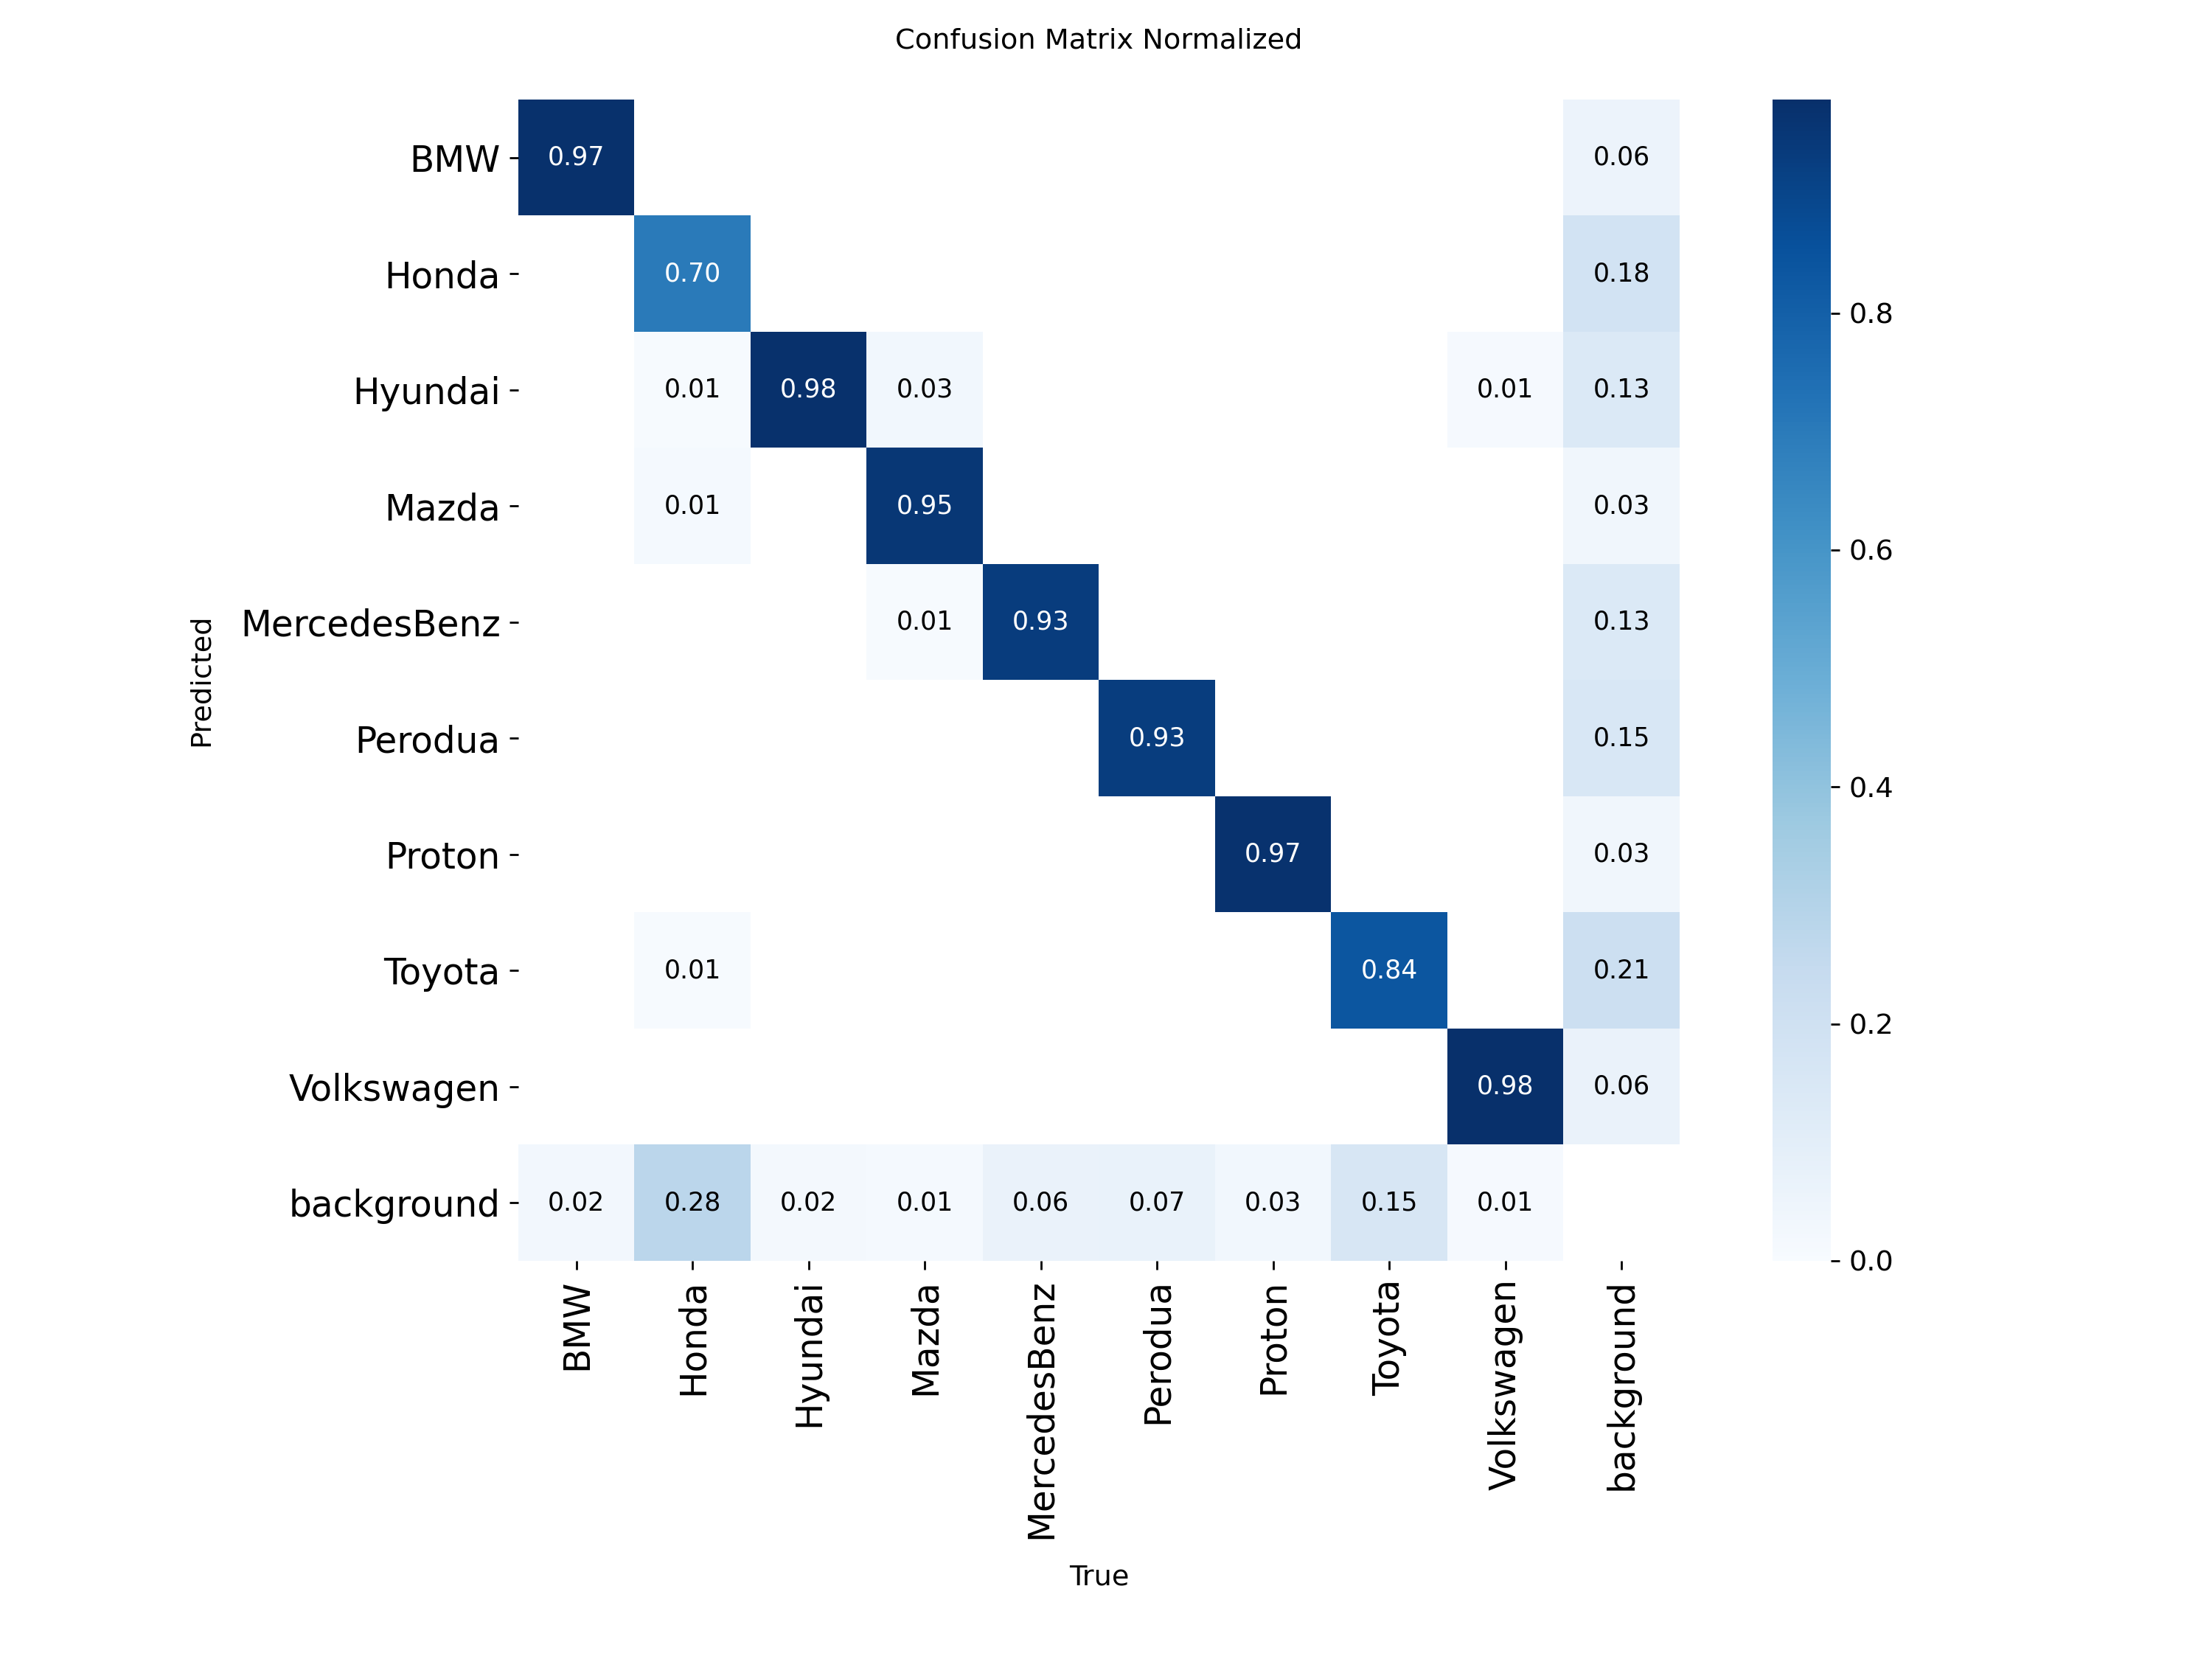 Confusion Matrix Normalized
BMW 0.97 0.06
Honda 0.70 0.18
0.8
Hyundai 0.01 0.98 0.03 0.01 0.13
Mazda 0.01 0.95 0.03
0.6
MercedesBenz 0.01 0.93 0.13
Predicted
Perodua 0.93 0.15
0.4
Proton 0.97 0.03
Toyota 0.01 0.84 0.21
0.2
Volkswagen 0.98 0.06
background 0.02 0.28 0.02 0.01 0.06 0.07 0.03 0.15 0.01
0.0
BMW
Honda
Hyundai
Mazda
MercedesBenz
Perodua
Proton
Toyota
Volkswagen
background
True